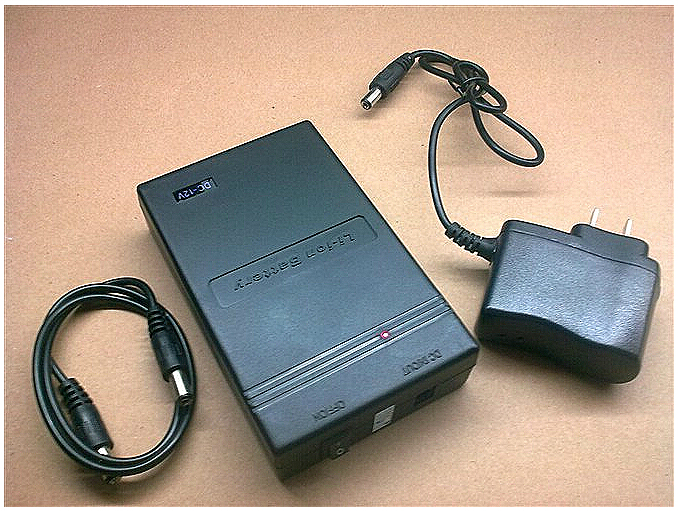 DC-12V
Li-ion Battery
DC IN/OUT
OFF/ON